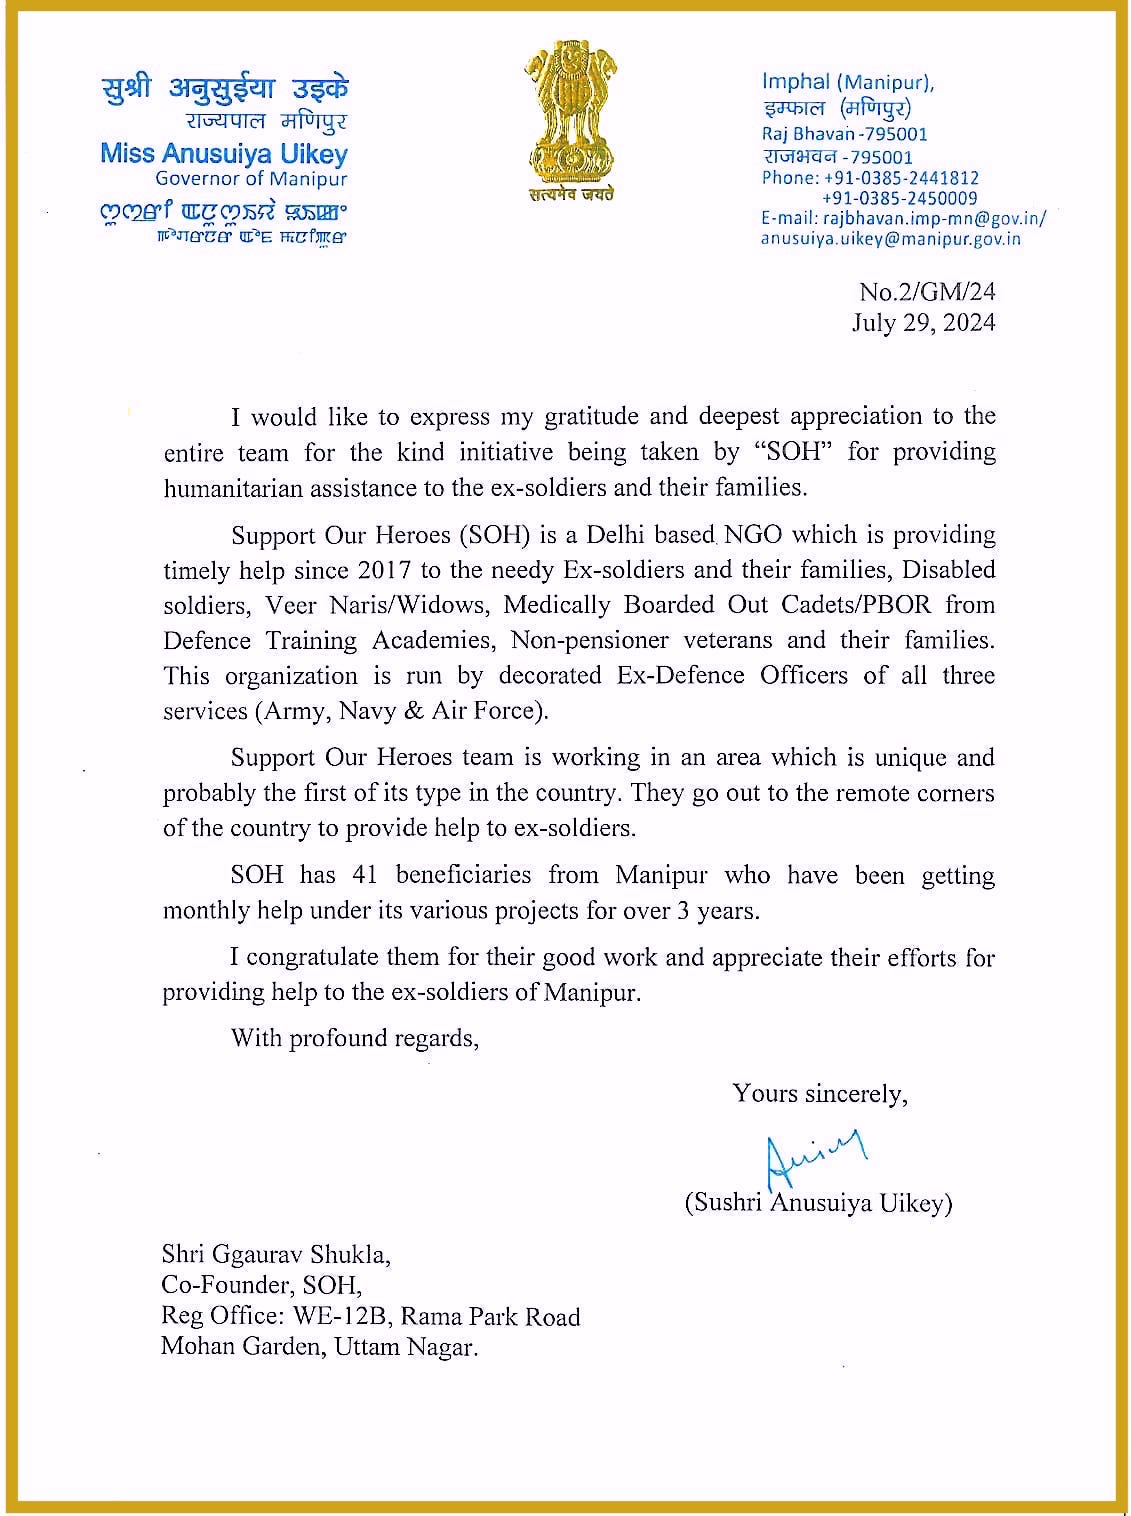 सुश्री अनुसुईया उइके
राज्यपाल मणिपुर
Miss Anusuiya Uikey
Governor of Manipur
सत्यमेव जयते
Imphal (Manipur),
इम्फाल (मणिपुर)
Raj Bhavan-795001
राजभवन-795001
Phone: +91-0385-2441812
+91-0385-2450009
E-mail: rajbhavan.imp-mn@gov.in/
anusuiya.uikey@manipur.gov.in
No.2/GM/24
July 29, 2024
I would like to express my gratitude and deepest appreciation to the
entire team for the kind initiative being taken by “SOH” for providing
humanitarian assistance to the ex-soldiers and their families.
Support Our Heroes (SOH) is a Delhi based NGO which is providing
timely help since 2017 to the needy Ex-soldiers and their families, Disabled
soldiers, Veer Naris/Widows, Medically Boarded Out Cadets/PBOR from
Defence Training Academies, Non-pensioner veterans and their families.
This organization is run by decorated Ex-Defence Officers of all three
services (Army, Navy & Air Force).
Support Our Heroes team is working in an area which is unique and
probably the first of its type in the country. They go out to the remote corners
of the country to provide help to ex-soldiers.
SOH has 41 beneficiaries from Manipur who have been getting
monthly help under its various projects for over 3 years.
I congratulate them for their good work and appreciate their efforts for
providing help to the ex-soldiers of Manipur.
With profound regards,
Yours sincerely,
(Sushri Anusuiya Uikey)
Shri Ggaurav Shukla,
Co-Founder, SOH,
Reg Office: WE-12B, Rama Park Road
Mohan Garden, Uttam Nagar.